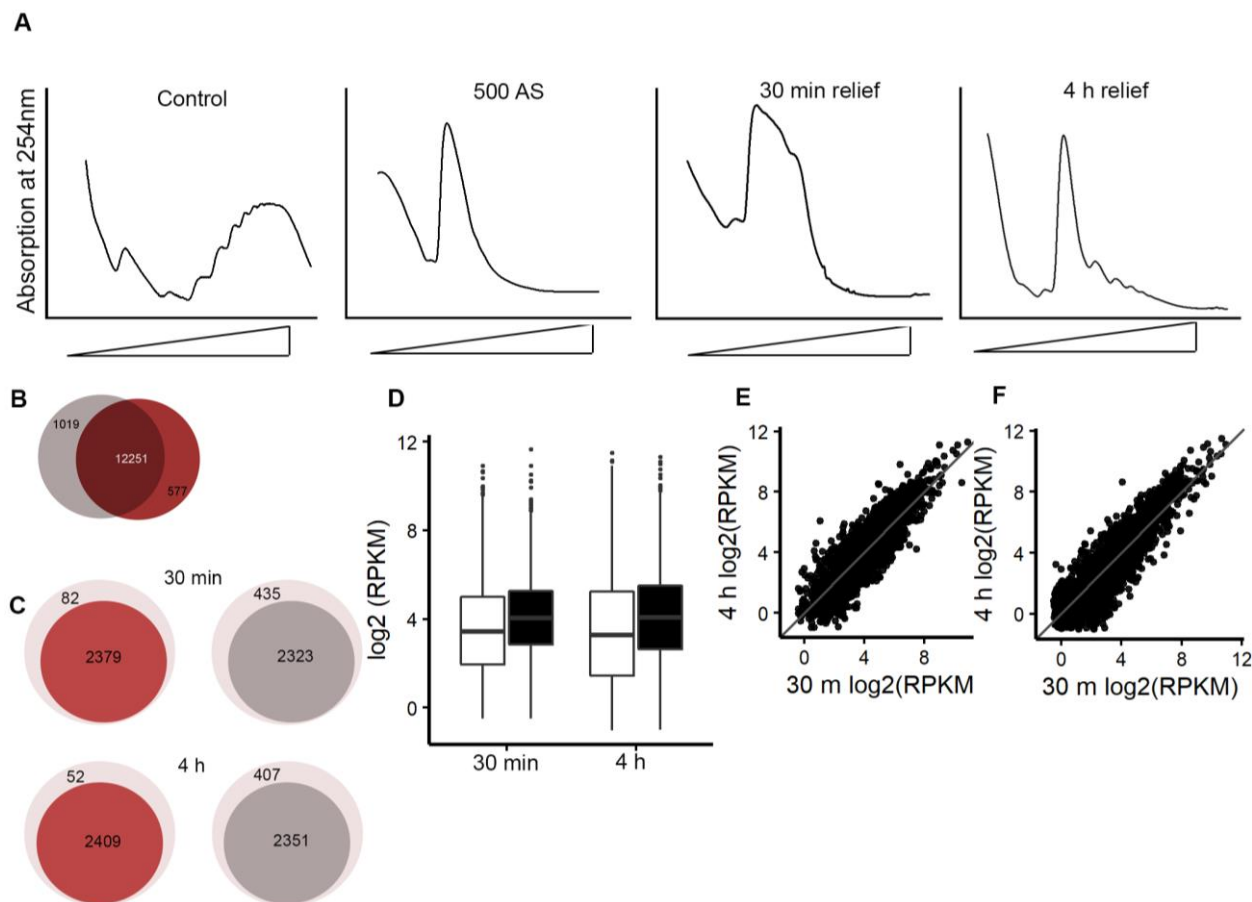 A
Absorption at 254nm
Control
500 AS
30 min relief
4 h relief
B
1019
12251
577
C
30 min
82
2379
435
2323
4 h
52
2409
407
2351
D
log2 (RPKM)
12
8
4
0
30 min
4 h
E
4 h log2(RPKM)
12
8
4
0
0
4
8
30 m log2(RPKM
F
4 h log2(RPKM)
12
8
4
0
0
4
8
12
30 m log2(RPKM)